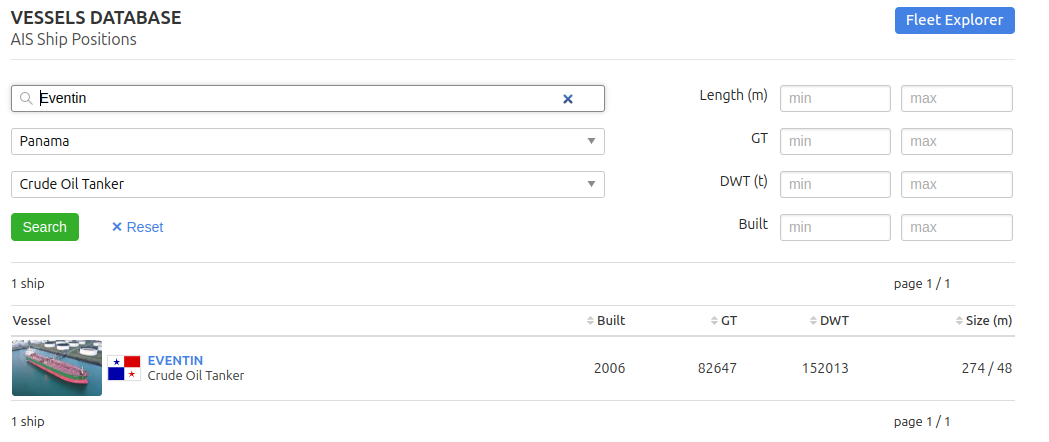 VESSELS DATABASE
AIS Ship Positions
Fleet Explorer
Eventin
Panama
Crude Oil Tanker
Search
Reset
Length (m) min max
GT min max
DWT (t) min max
Built min max
1 ship page 1 / 1
Vessel Built GT DWT Size (m)
EVENTIN
Crude Oil Tanker
2006 82647 152013 274 / 48
1 ship page 1 / 1